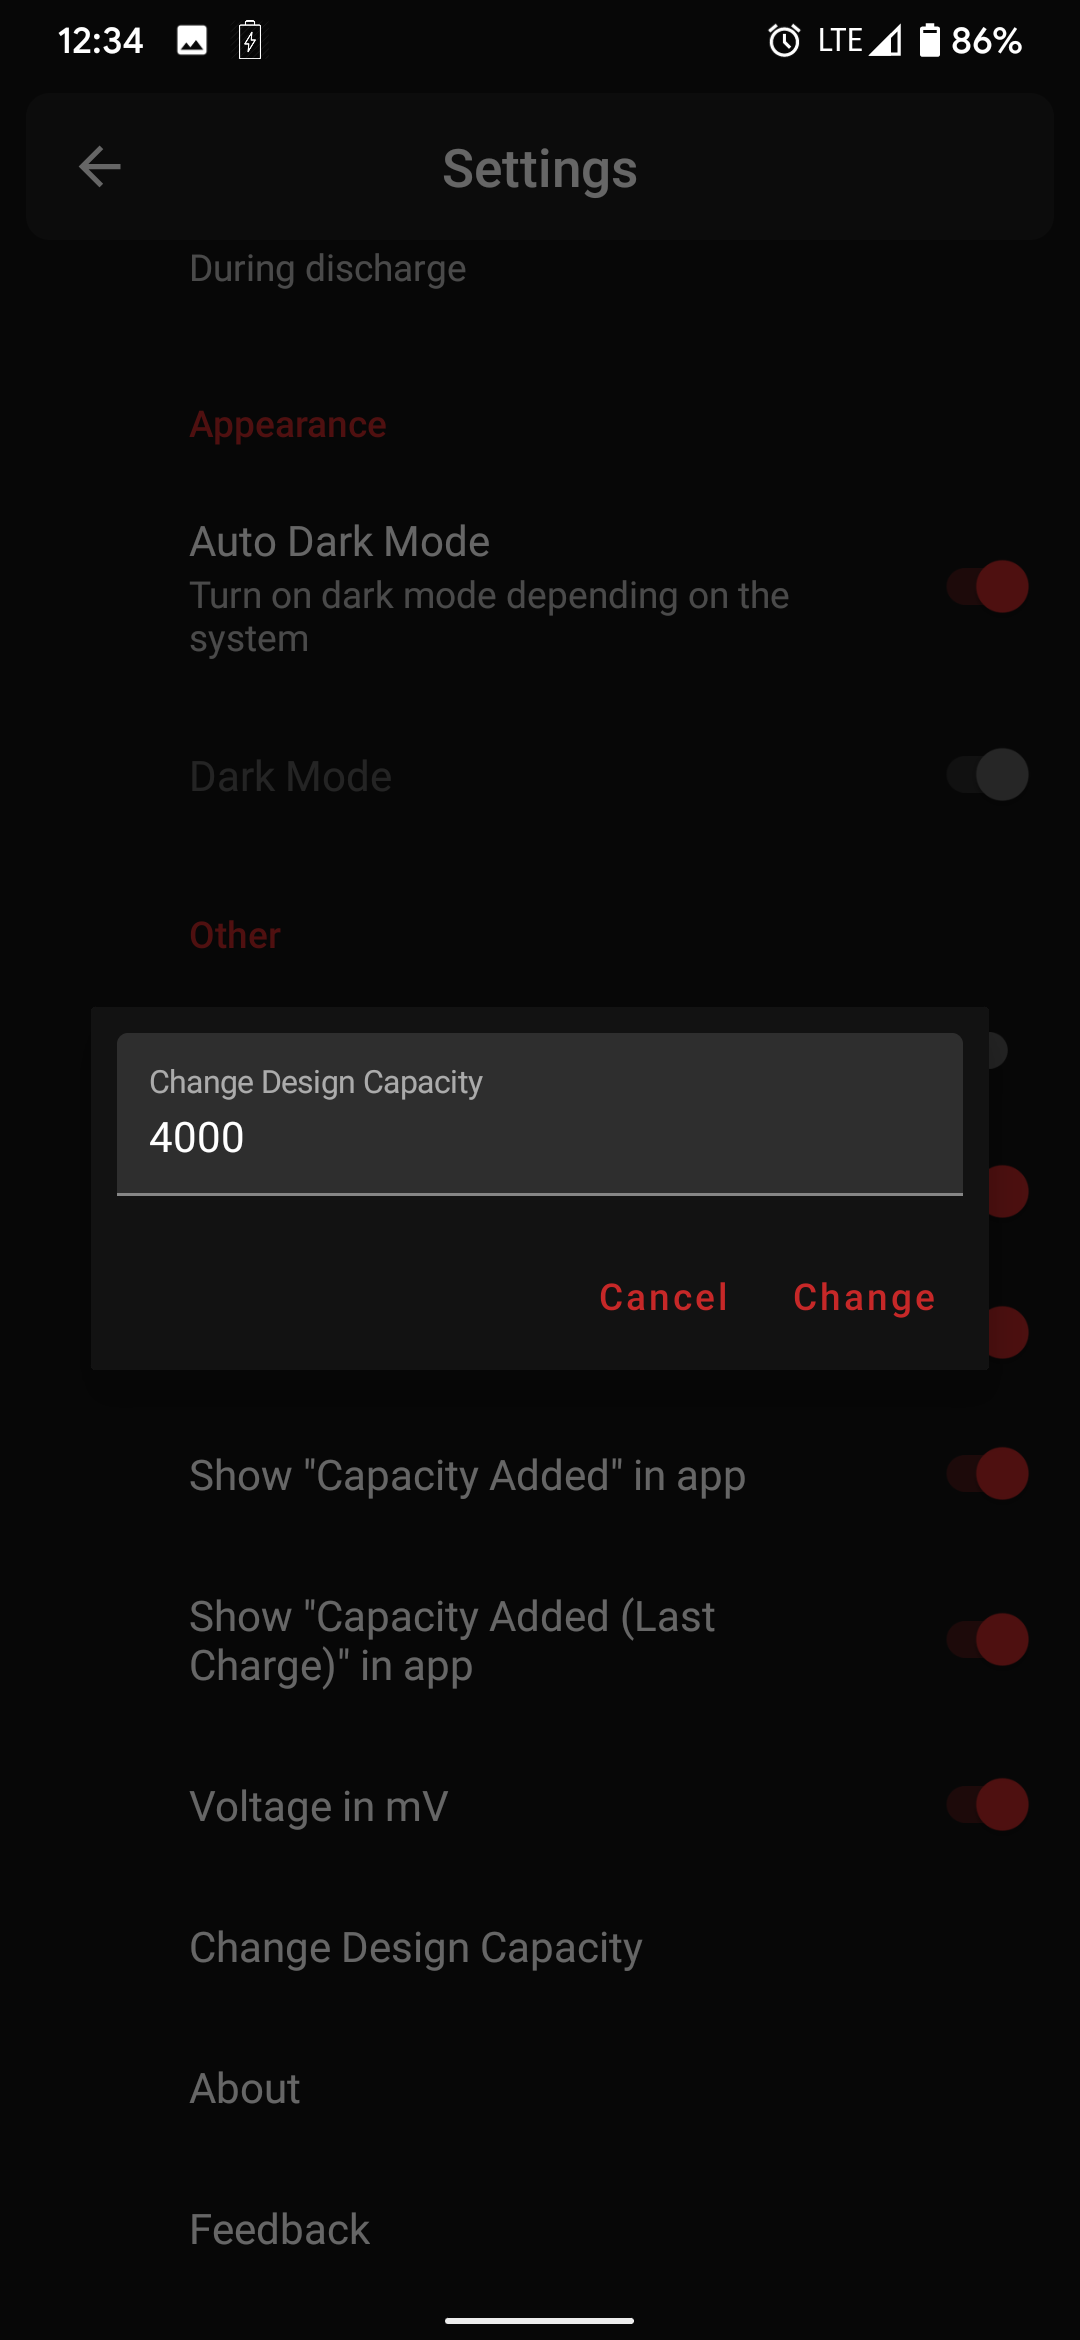 12:34
LTE
86%
Settings
During discharge
Appearance
Auto Dark Mode
Turn on dark mode depending on the
system
Dark Mode
Other
Change Design Capacity
4000
Cancel
Change
Show "Capacity Added" in app
Show "Capacity Added (Last
Charge)" in app
Voltage in mV
Change Design Capacity
About
Feedback